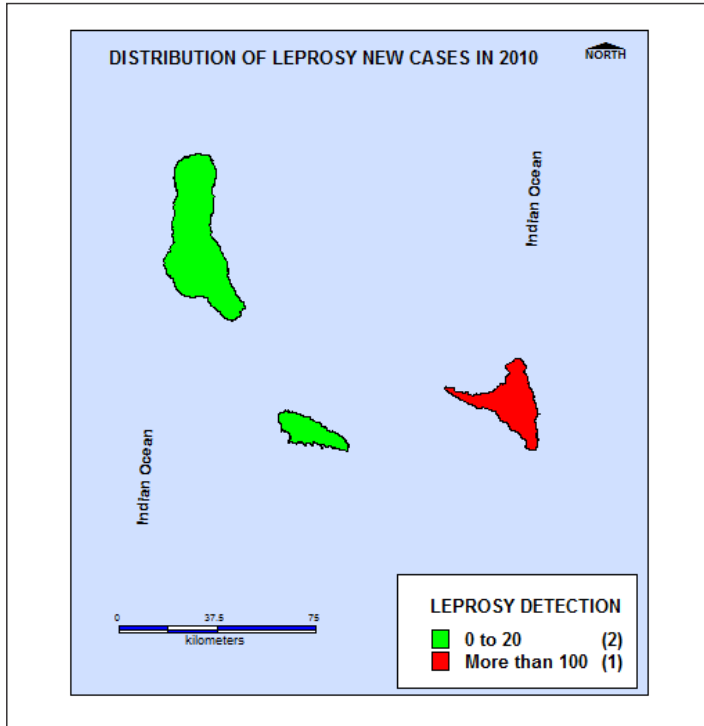 DISTRIBUTION OF LEPROSY NEW CASES IN 2010
NORTH
Indian Ocean
Indian Ocean
0 37.5 75
kilometers
LEPROSY DETECTION
0 to 20 (2)
More than 100 (1)